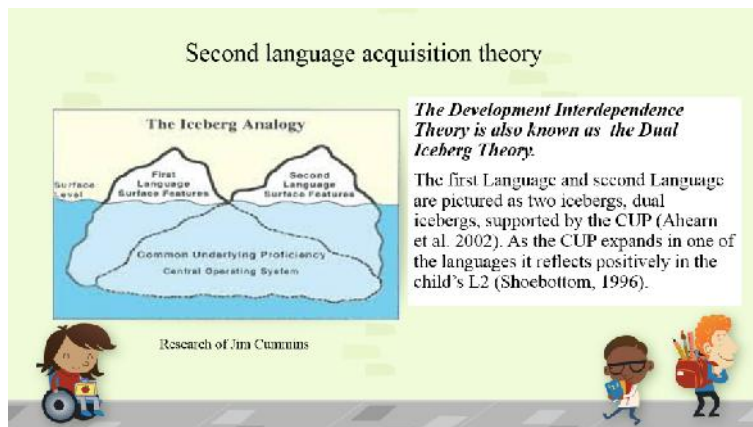 Second language acquisition theory
The Iceberg Analogy
First
Language
Surface Features
Second
Language
Surface Features
Surface
Level
Common Underlying Proficiency
Central Operating System
Research of Jim Cummins
The Development Interdependence
Theory is also known as the Dual
Iceberg Theory.
The first Language and second Language
are pictured as two icebergs, dual
icebergs, supported by the CUP (Ahearn
et al. 2002). As the CUP expands in one of
the languages it reflects positively in the
child's L2 (Shoebottom, 1996).